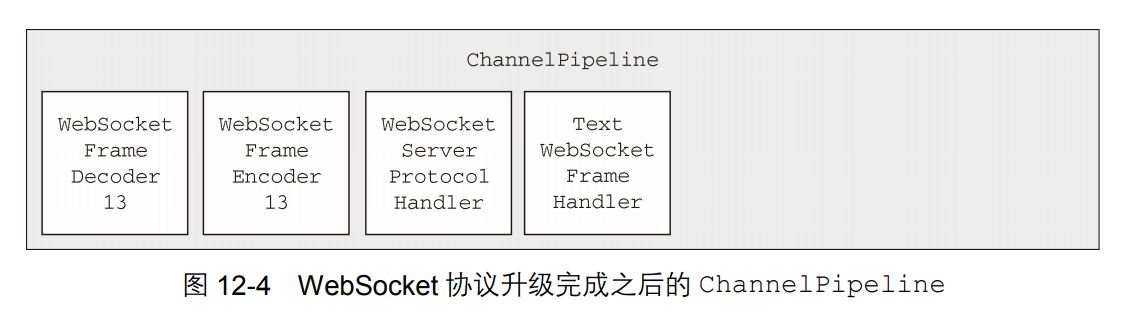 ChannelPipeline
WebSocket
Frame
Decoder
13
WebSocket
Frame
Encoder
13
WebSocket
Server
Protocol
Handler
Text
WebSocket
Frame
Handler
图 12-4 WebSocket 协议升级完成之后的 ChannelPipeline